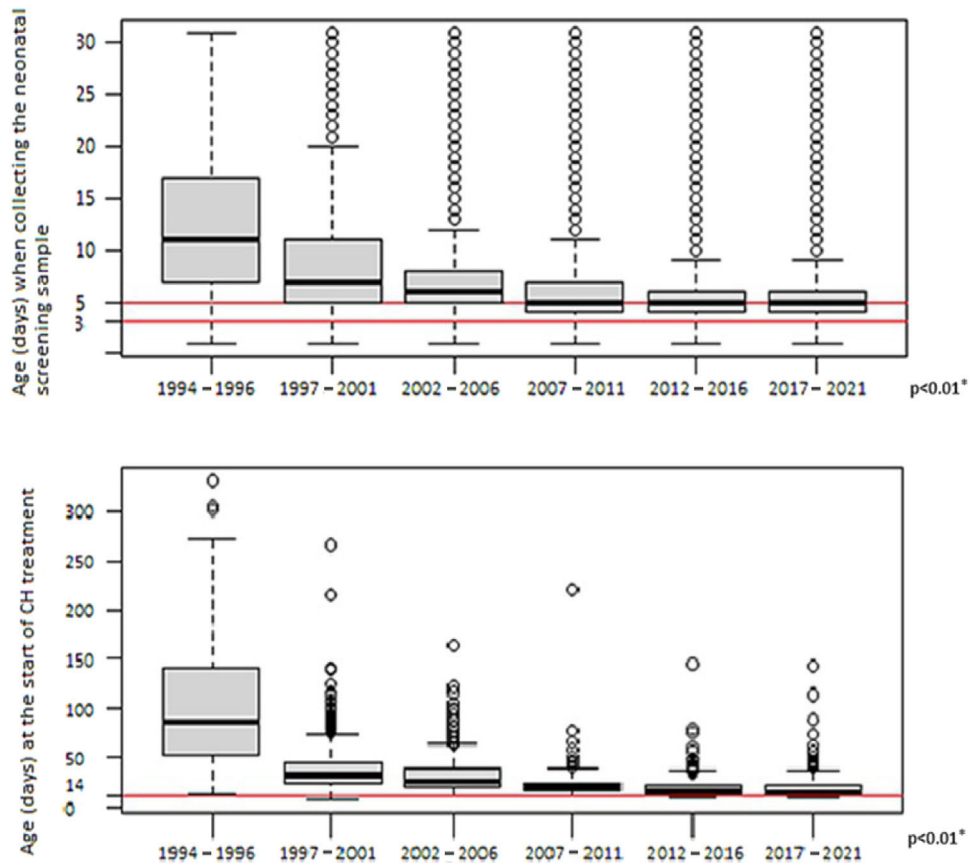 Age (days) when collecting the neonatal
screening sample
30
25
20
15
10
5
3
1994 – 1996 1997 – 2001 2002 – 2006 2007 – 2011 2012 – 2016 2017 – 2021 p<0.01*
Age (days) at the start of CH treatment
300
250
200
150
100
50
14
0
1994 – 1996 1997 – 2001 2002 – 2006 2007 – 2011 2012 – 2016 2017 – 2021
p<0.01*